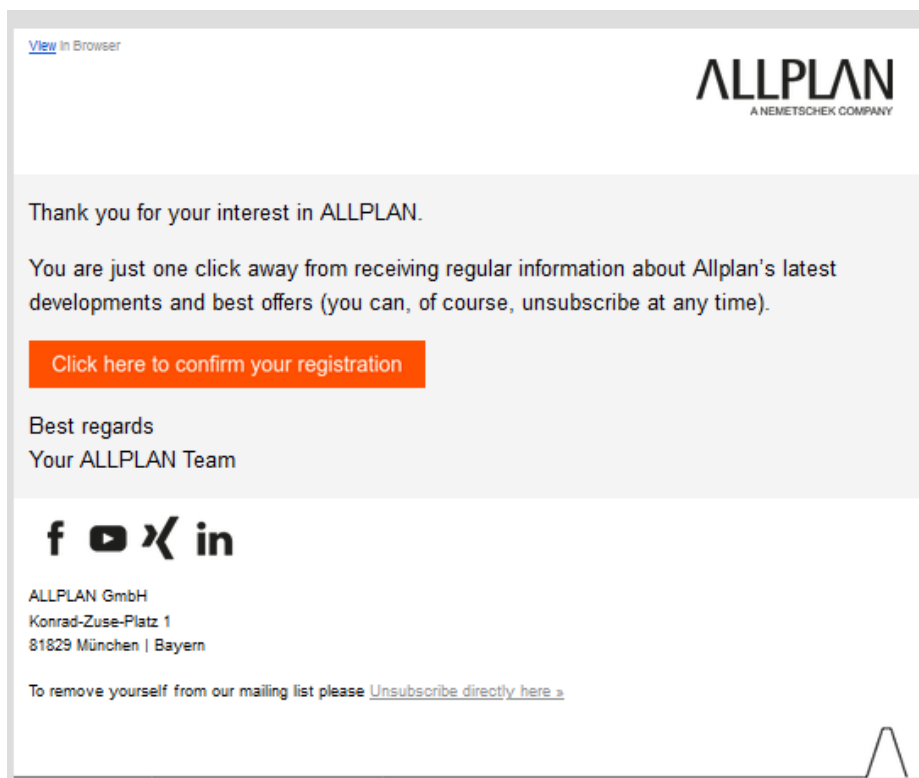 View In Browser
ALLPLAN
A NEMETSCHEK COMPANY
Thank you for your interest in ALLPLAN.
You are just one click away from receiving regular information about Allplan's latest
developments and best offers (you can, of course, unsubscribe at any time).
Click here to confirm your registration
Best regards
Your ALLPLAN Team
ALLPLAN GmbH
Konrad-Zuse-Platz 1
81829 München | Bayern
To remove yourself from our mailing list please Unsubscribe directly here »